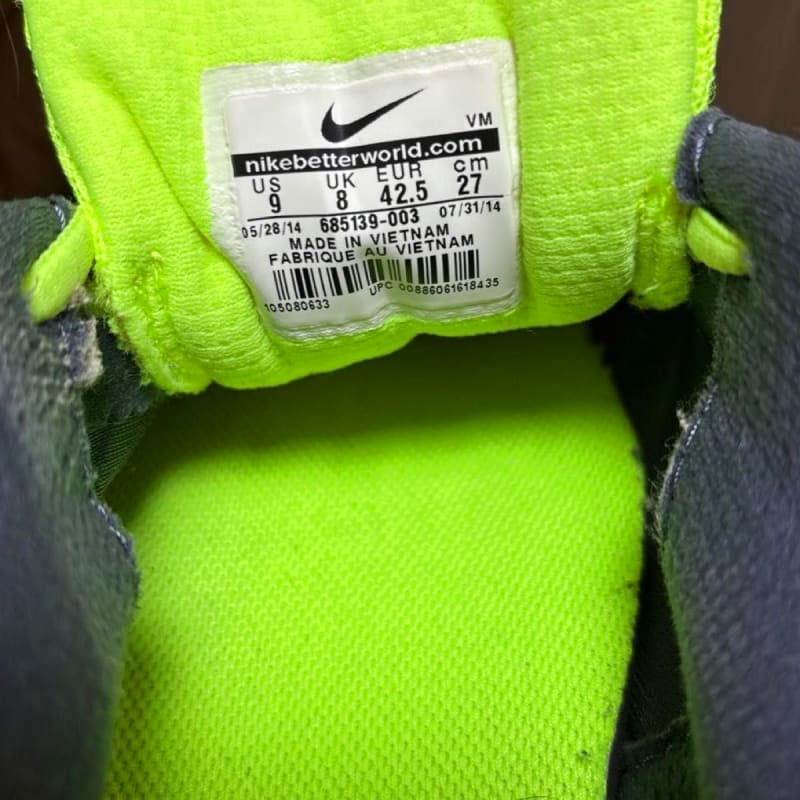 VM
nikebetterworld.com
US UK EUR cm
9 8 42.5 27
05/28/14 685139-003 07/31/14
MADE IN VIETNAM
FABRIQUE AU VIETNAM
105080633 UPC 00886061618435